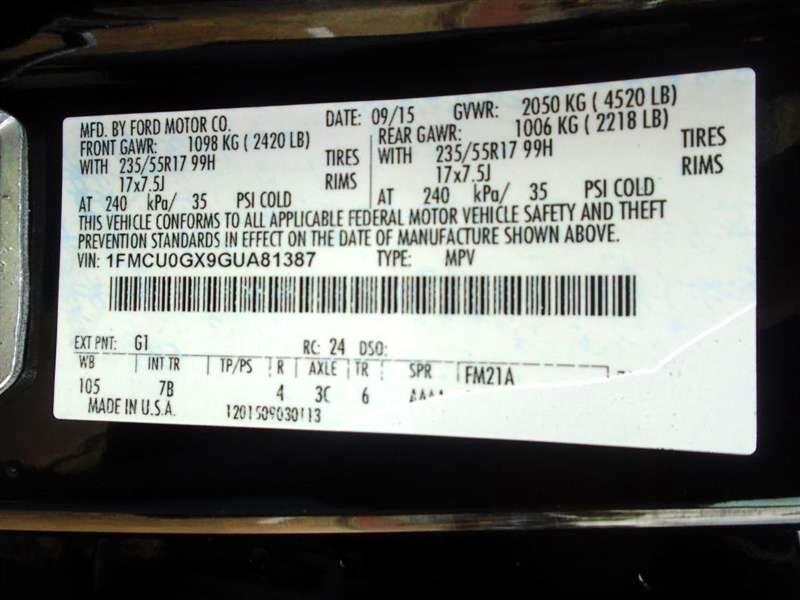 MFD. BY FORD MOTOR CO. DATE: 09/15 GVWR: 2050 KG ( 4520 LB)
FRONT GAWR: 1098 KG ( 2420 LB) REAR GAWR: 1006 KG ( 2218 LB)
WITH 235/55R17 99H TIRES WITH 235/55R17 99H TIRES
17x7.5J RIMS 17x7.5J RIMS
AT 240 kPa/ 35 PSI COLD AT 240 kPa/ 35 PSI COLD
THIS VEHICLE CONFORMS TO ALL APPLICABLE FEDERAL MOTOR VEHICLE SAFETY AND THEFT
PREVENTION STANDARDS IN EFFECT ON THE DATE OF MANUFACTURE SHOWN ABOVE.
VIN: 1FMCU0GX9GUA81387 TYPE: MPV
EXT PNT: G1 RC: 24 DSO:
WB INT TR TP/PS R AXLE TR SPR FM21A
105 7B 4 3C 6
MADE IN U.S.A. 1201509030113